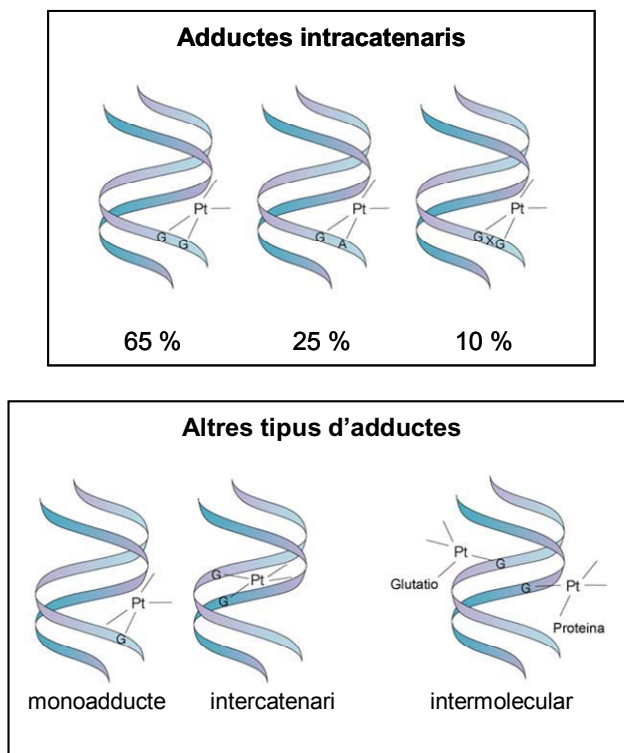 Adductes intracatenaris
Pt
G
G
Pt
G
A
Pt
G
X
G
65 %
25 %
10 %
Altres tipus d’adductes
Pt
G
G
Pt
G
Pt
G
Glutatio
G
Pt
Proteina
monoadducte
intercatenari
intermolecular